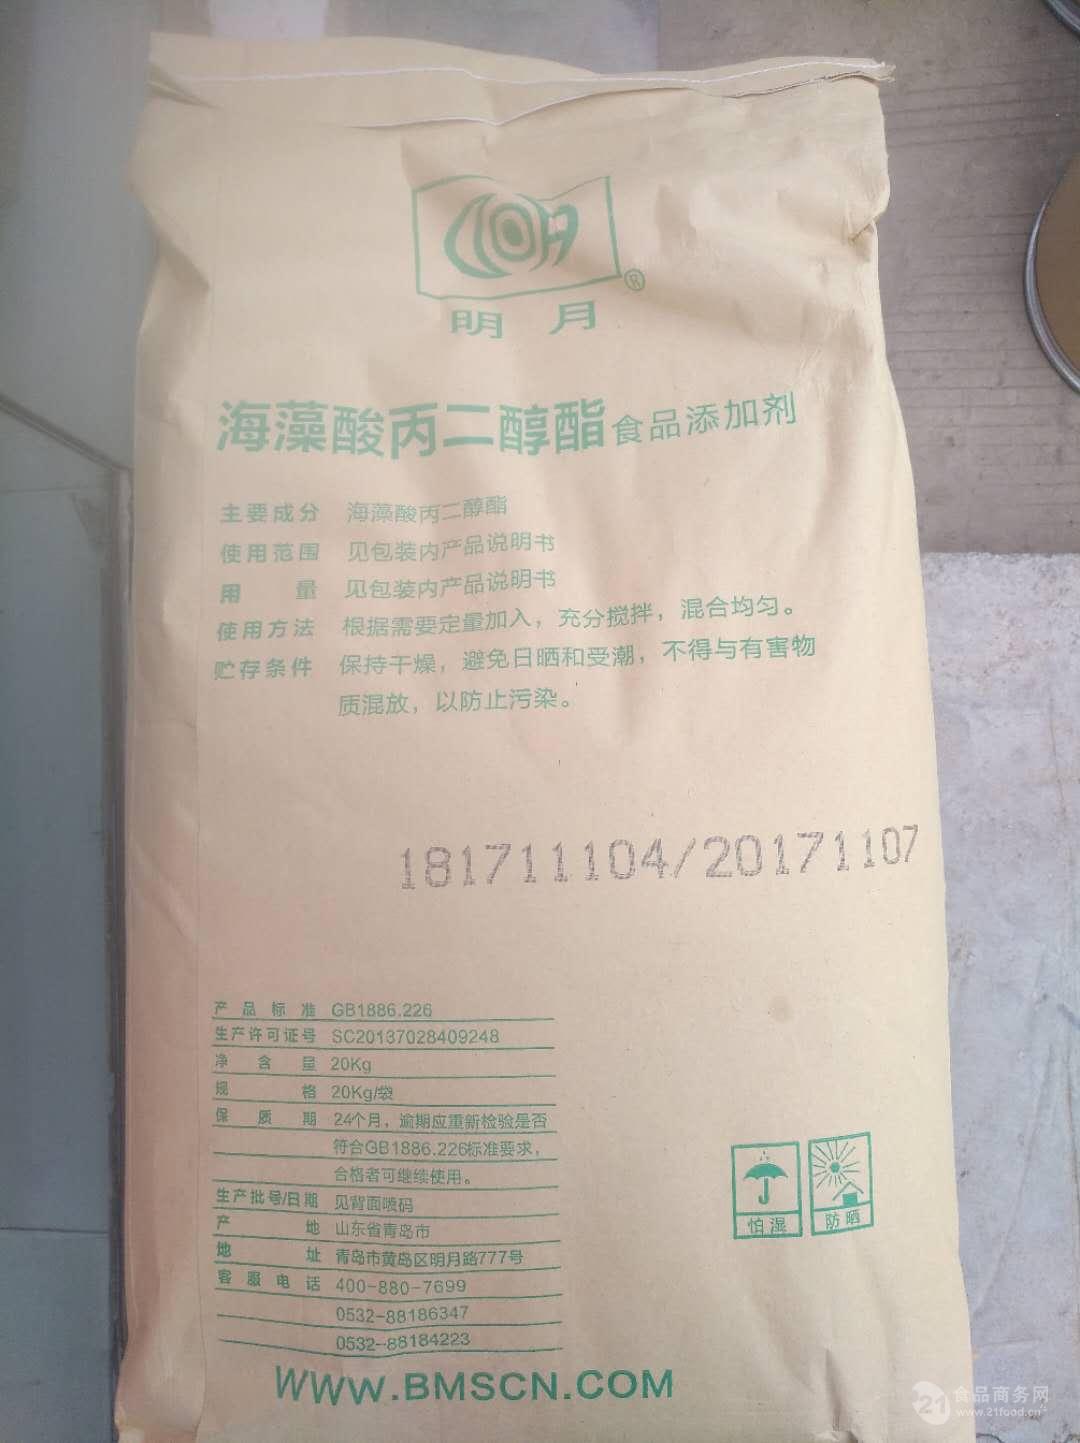 明月
®
海藻酸丙二醇酯 食品添加剂
主要成分 海藻酸丙二醇酯
使用范围 见包装内产品说明书
用量 见包装内产品说明书
使用方法 根据需要定量加入，充分搅拌，混合均匀。
贮存条件 保持干燥，避免日晒和受潮，不得与有害物
质混放，以防止污染。
181711104/20171107
产品标准 GB1886.226
生产许可证号 SC20137028409248
净含量 20Kg
规格 20Kg/袋
保质期 24个月，逾期应重新检验是否
符合GB1886.226标准要求，
合格者可继续使用。
生产批号/日期 见背面喷码
产地 山东省青岛市
地址 青岛市黄岛区明月路777号
客服电话 400-880-7699
0532-88186347
0532-88184223
怕湿 防晒
WWW.BMSCN.COM
21 食品商务网
www.21food.cn